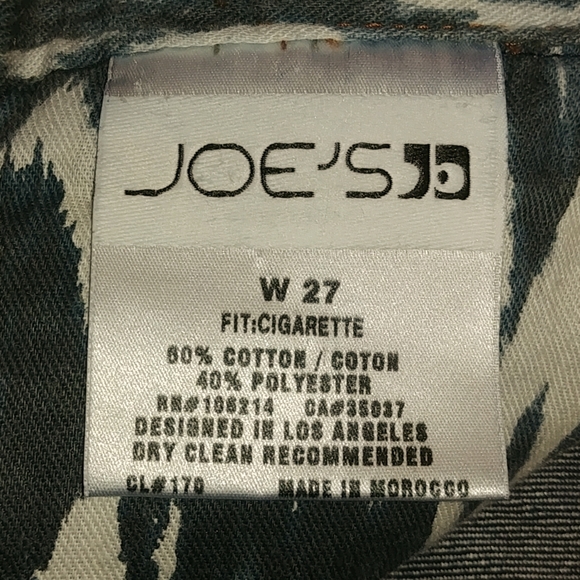 JOE'S
W 27
FIT:CIGARETTE
60% COTTON / COTON
40% POLYESTER
RN#106214 CA#35037
DESIGNED IN LOS ANGELES
DRY CLEAN RECOMMENDED
CL#170 MADE IN MOROCCO